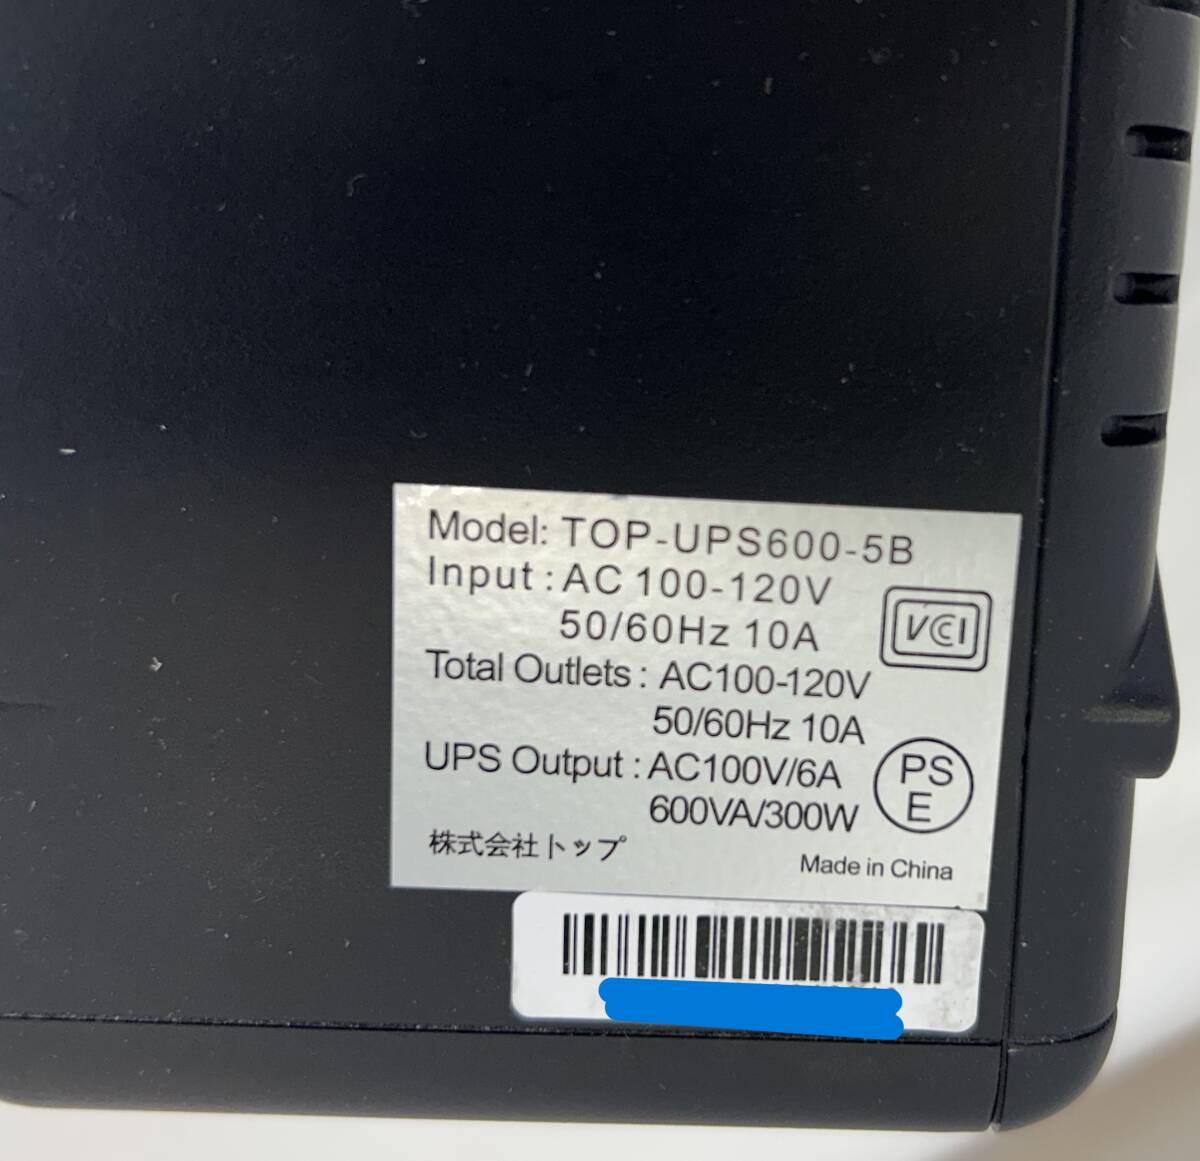 Model: TOP-UPS600-5B
Input : AC 100-120V
50/60Hz 10A
VCCI
Total Outlets : AC100-120V
50/60Hz 10A
UPS Output : AC100V/6A
600VA/300W
PS
E
株式会社トップ
Made in China